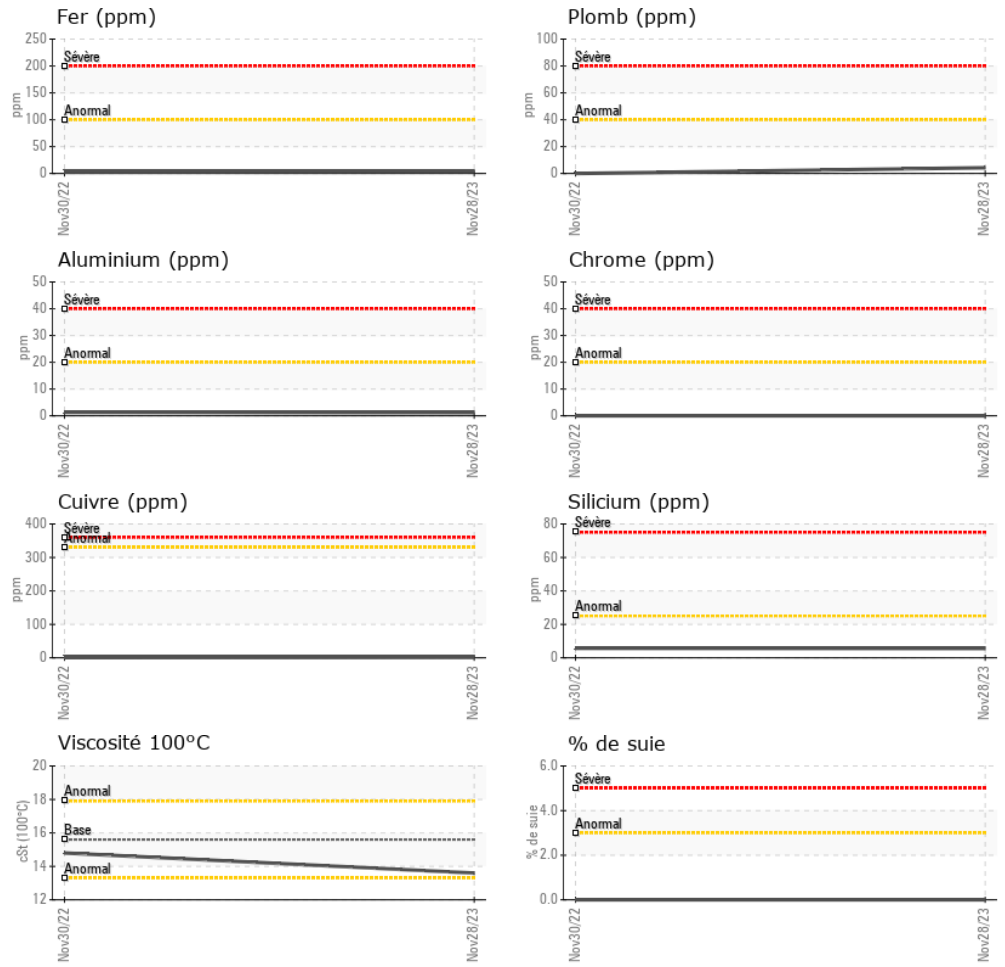 Fer (ppm)
250
200
150
100
50
0
ppm
Sévère
Anormal
Nov30/22
Nov28/23
Plomb (ppm)
100
80
60
40
20
0
ppm
Sévère
Anormal
Nov30/22
Nov28/23
Aluminium (ppm)
50
40
30
20
10
0
ppm
Sévère
Anormal
Nov30/22
Nov28/23
Chrome (ppm)
50
40
30
20
10
0
ppm
Sévère
Anormal
Nov30/22
Nov28/23
Cuivre (ppm)
400
300
200
100
0
ppm
Sévère
Anormal
Nov30/22
Nov28/23
Silicium (ppm)
80
60
40
20
0
ppm
Sévère
Anormal
Nov30/22
Nov28/23
Viscosité 100°C
20
18
16
14
12
cSt (100°C)
Anormal
Base
Anormal
Nov30/22
Nov28/23
% de suie
6.0
4.0
2.0
0.0
% de suie
Sévère
Anormal
Nov30/22
Nov28/23